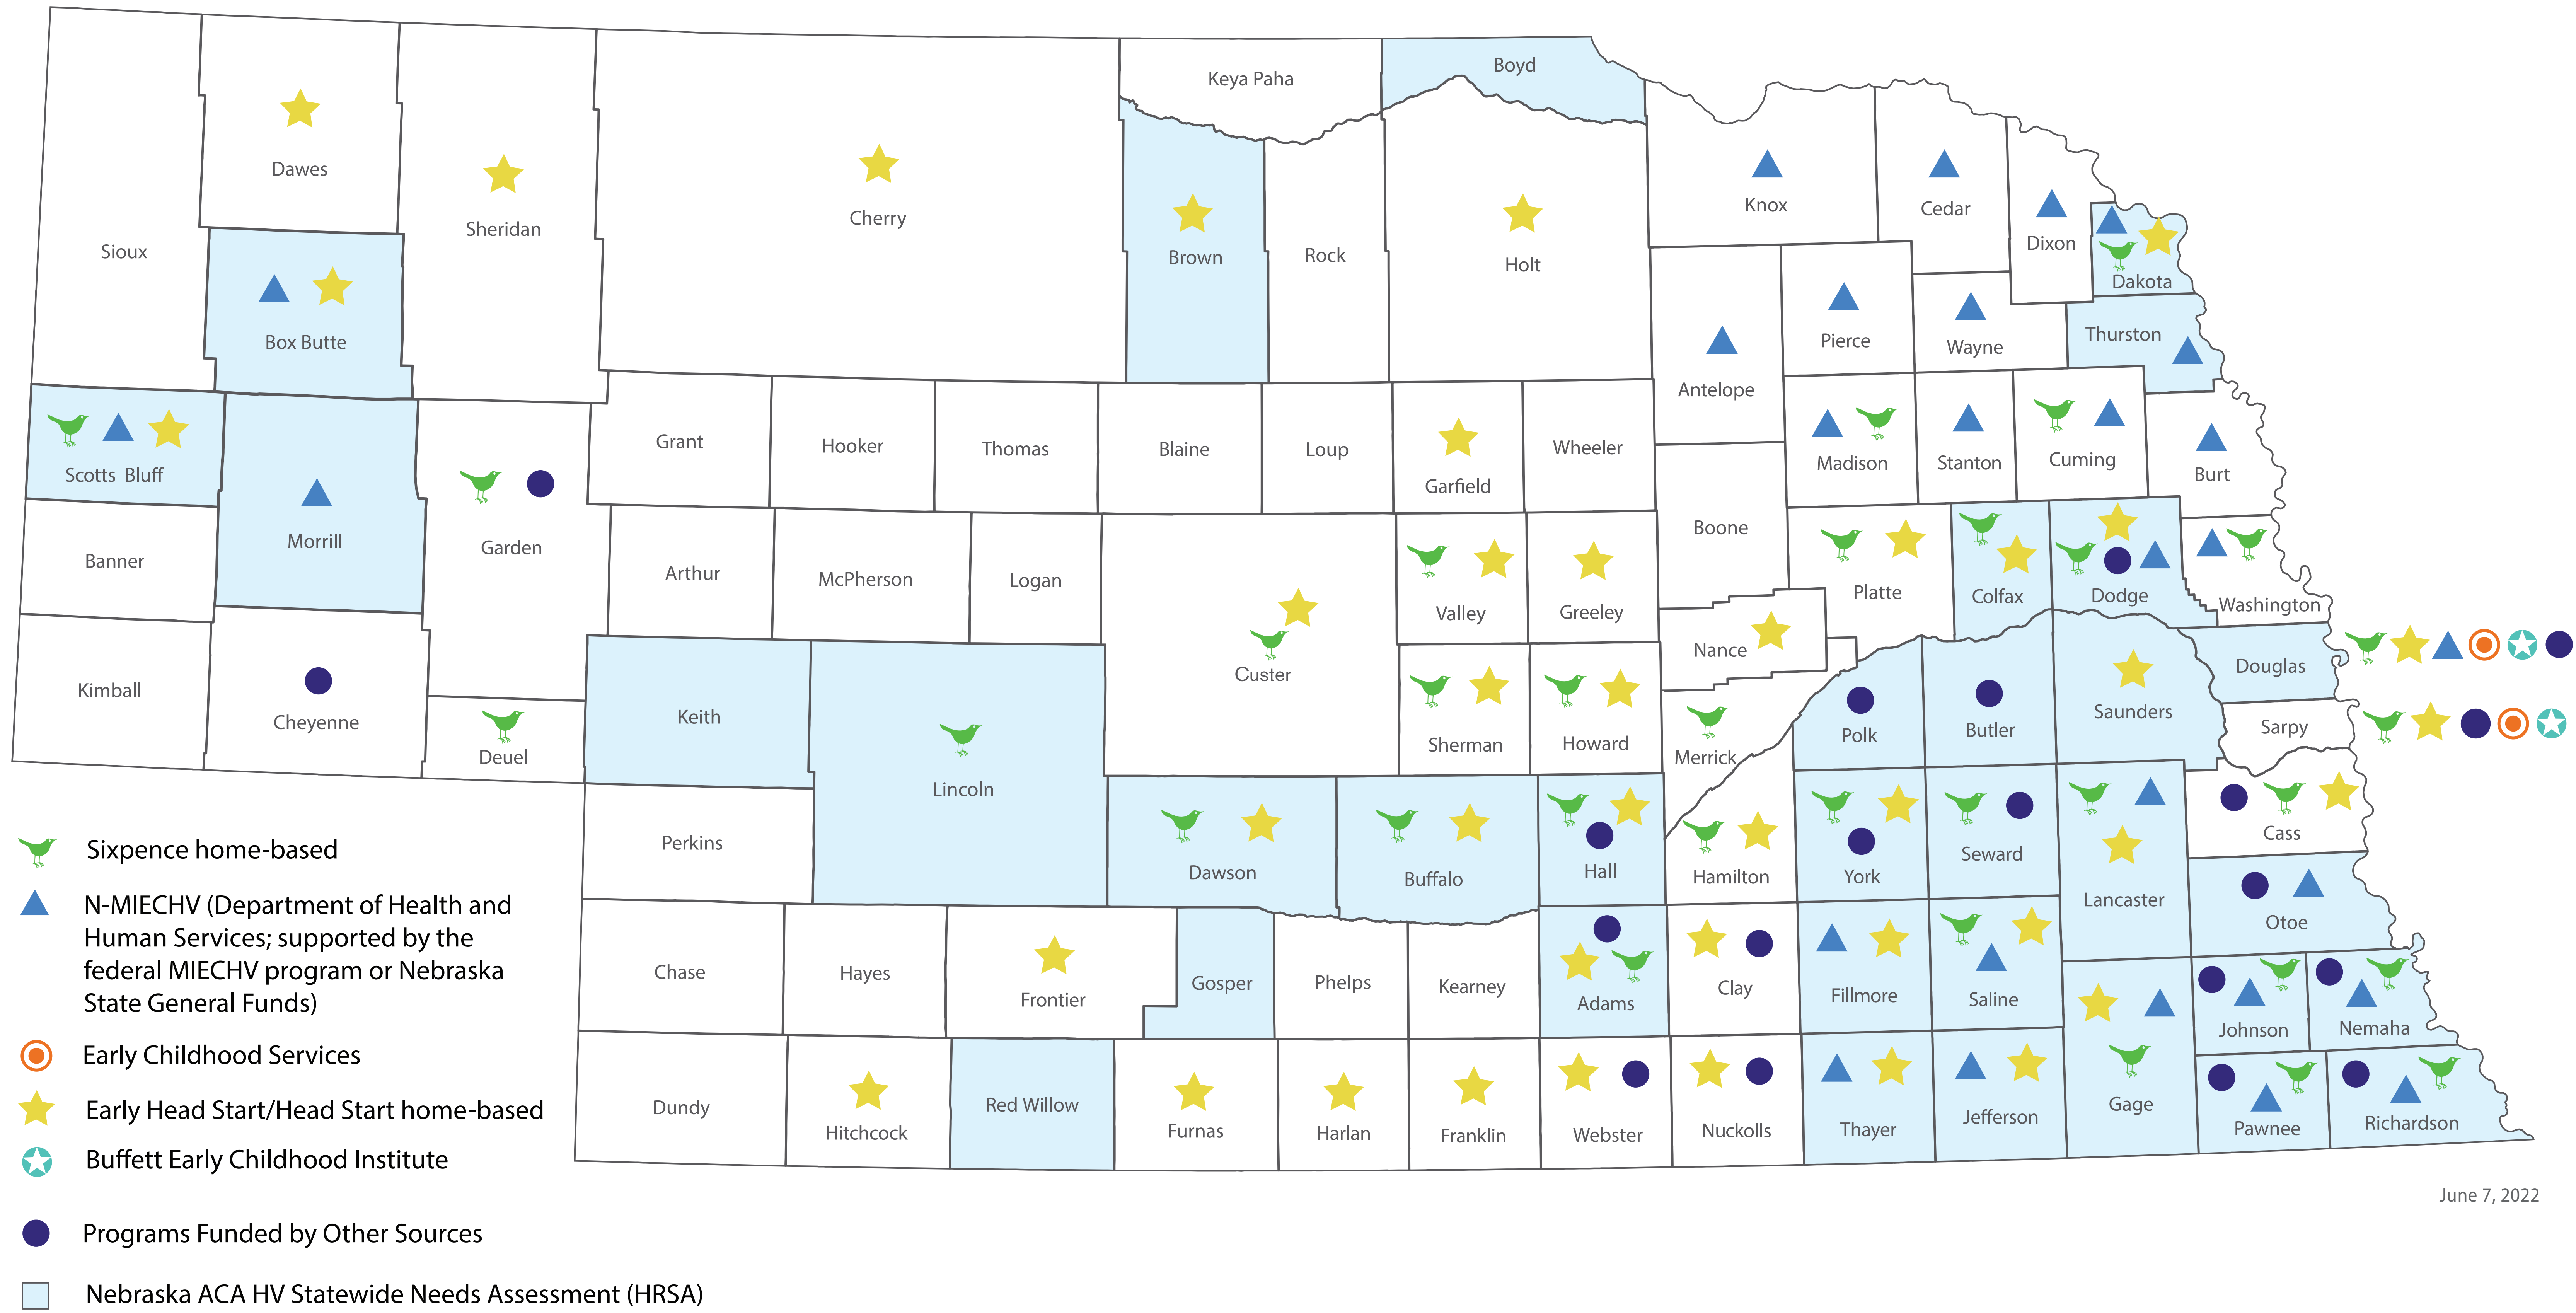 Keya Paha
Boyd
Dawes
Sheridan
Cherry
Knox
Cedar
Dixon
Dakota
Sioux
Brown
Rock
Holt
Box Butte
Pierce
Wayne
Thurston
Antelope
Scotts Bluff
Morrill
Garden
Grant
Hooker
Thomas
Blaine
Loup
Garfield
Wheeler
Madison
Stanton
Cuming
Burt
Banner
Arthur
McPherson
Logan
Custer
Valley
Greeley
Boone
Platte
Colfax
Dodge
Washington
Nance
Kimball
Cheyenne
Deuel
Keith
Lincoln
Sherman
Howard
Merrick
Polk
Butler
Saunders
Douglas
Sarpy
Perkins
Dawson
Buffalo
Hall
Hamilton
York
Seward
Lancaster
Cass
Otoe
Chase
Hayes
Frontier
Gosper
Phelps
Kearney
Adams
Clay
Fillmore
Saline
Johnson
Nemaha
Dundy
Hitchcock
Red Willow
Furnas
Harlan
Franklin
Webster
Nuckolls
Thayer
Jefferson
Gage
Pawnee
Richardson
Sixpence home-based
N-MIECHV (Department of Health and
Human Services; supported by the
federal MIECHV program or Nebraska
State General Funds)
Early Childhood Services
Early Head Start/Head Start home-based
Buffett Early Childhood Institute
Programs Funded by Other Sources
Nebraska ACA HV Statewide Needs Assessment (HRSA)
June 7, 2022